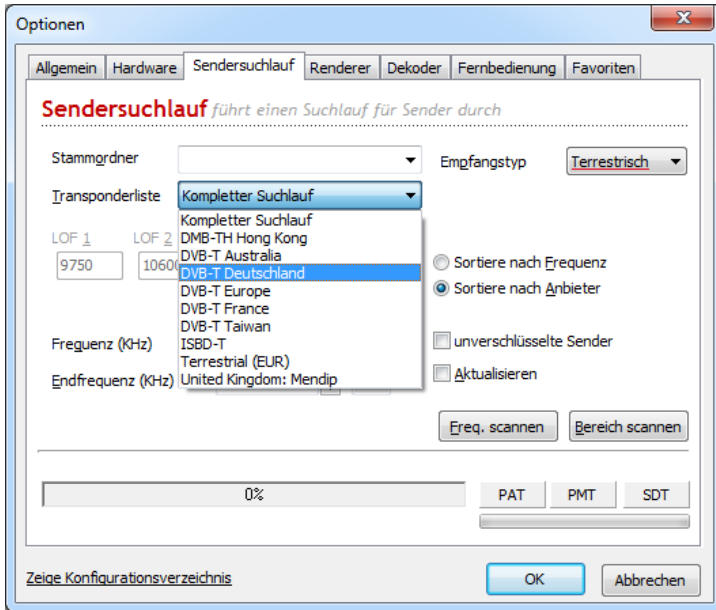 Optionen
Allgemein Hardware Sendersuchlauf Renderer Dekoder Fernbedienung Favoriten
Sendersuchlauf führt einen Suchlauf für Sender durch
Stammordner Empfangstyp Terrestrisch
Transponderliste Kompletter Suchlauf
Kompletter Suchlauf
DMB-TH Hong Kong
LOF 1 LOF 2
DVB-T Australia
9750 10600 DVB-T Deutschland Sortiere nach Frequenz
DVB-T Europe Sortiere nach Anbieter
DVB-T France
DVB-T Taiwan
Frequenz (KHz) ISBD-T unverschlüsselte Sender
Terrestrial (EUR)
Endfrequenz (KHz) United Kingdom: Mendip Aktualisieren
Freq. scannen Bereich scannen
0% PAT PMT SDT
Zeige Konfigurationsverzeichnis OK Abbrechen